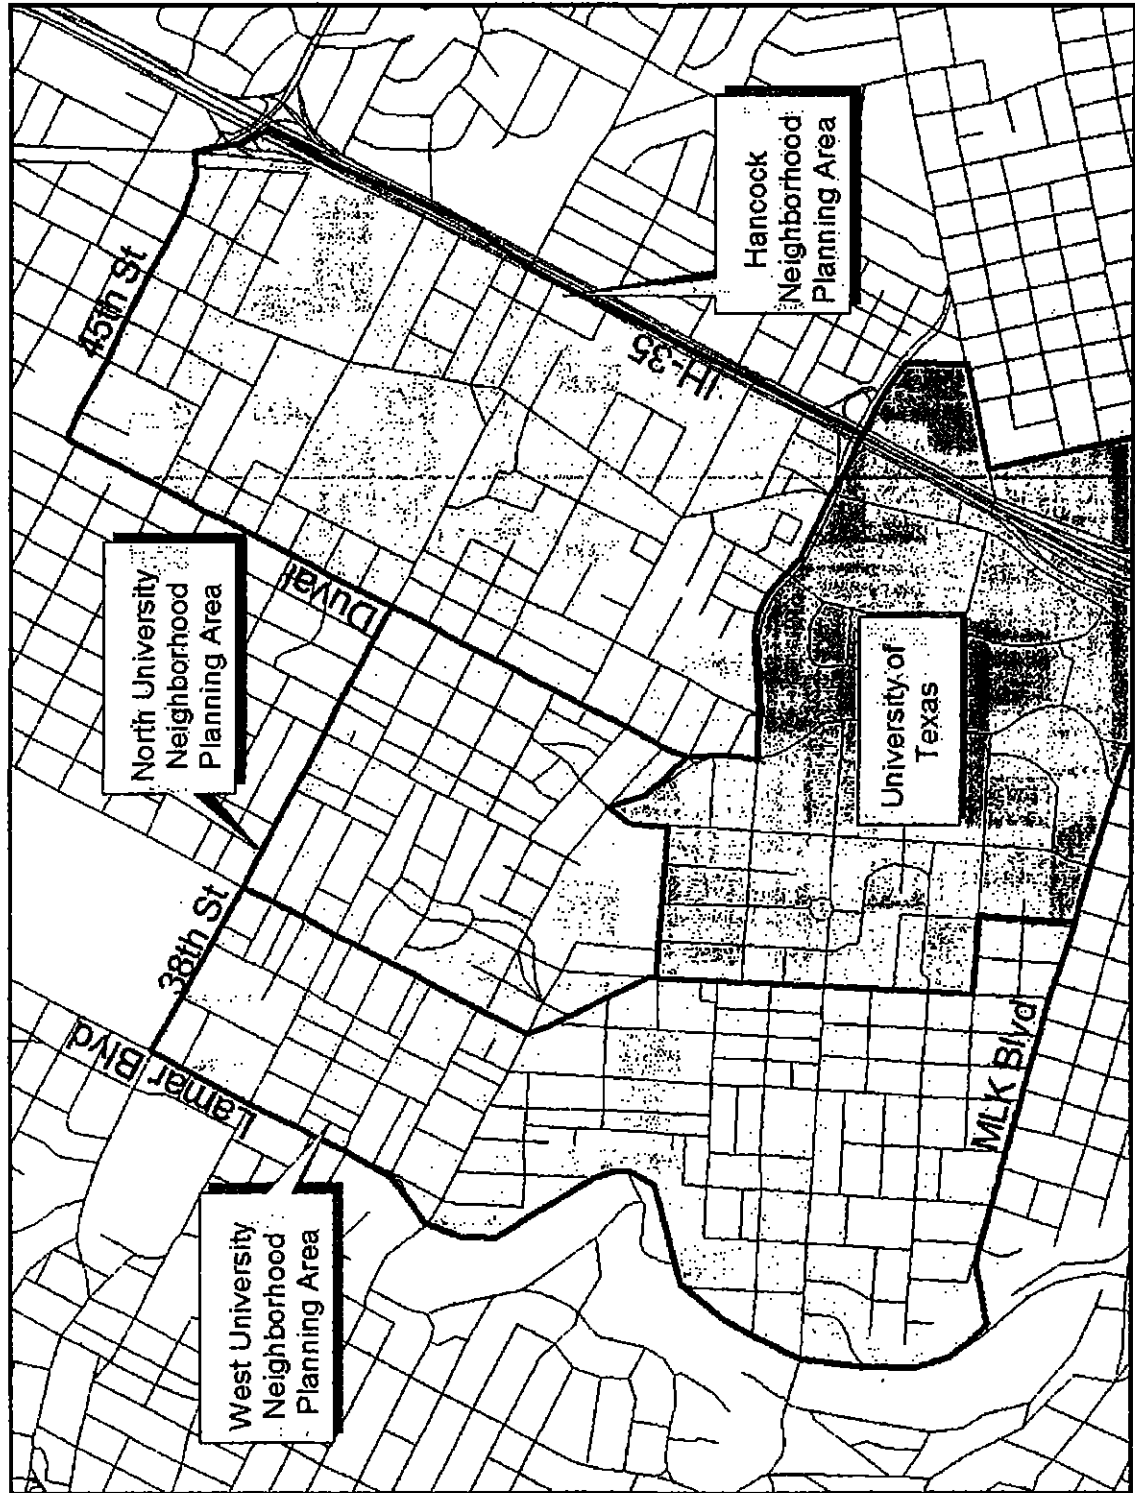 West University
Neighborhood
Planning Area
Lamar Blvd
38th St
North University
Neighborhood
Planning Area
Duval
45th St
IH-35
Hancock
Neighborhood
Planning Area
University of
Texas
MLK Blvd